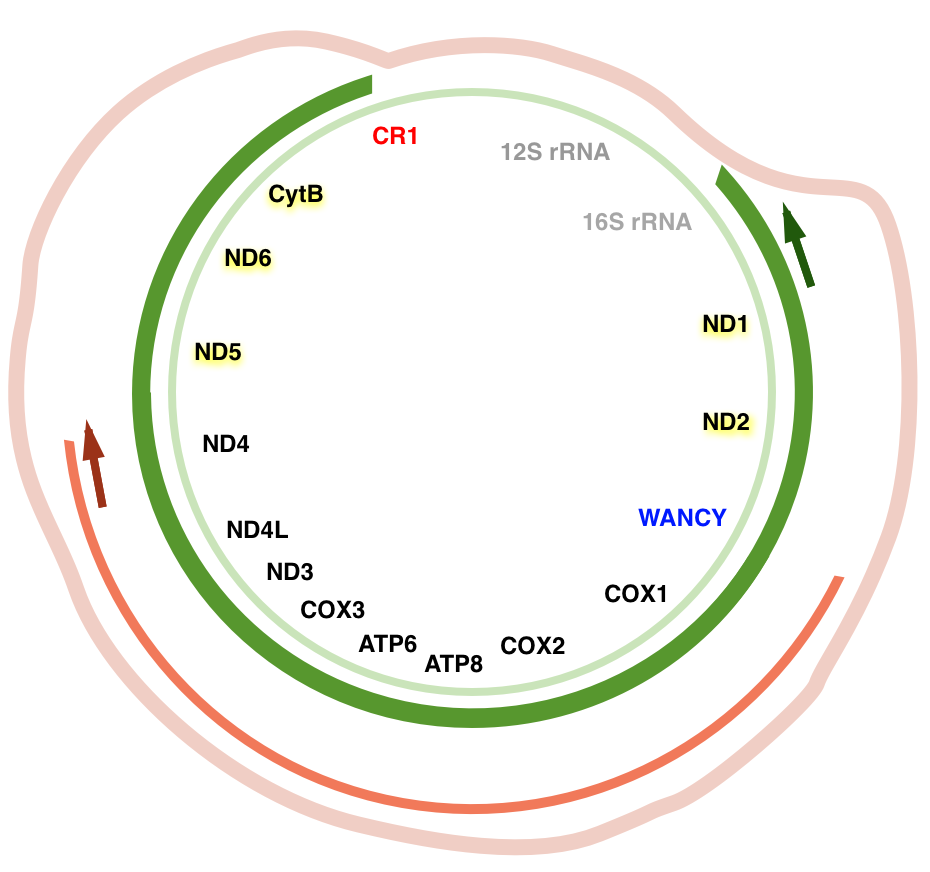 CR1
12S rRNA
CytB
16S rRNA
ND6
ND1
ND5
ND2
ND4
WANCY
ND4L
ND3
COX1
COX3
ATP6
COX2
ATP8